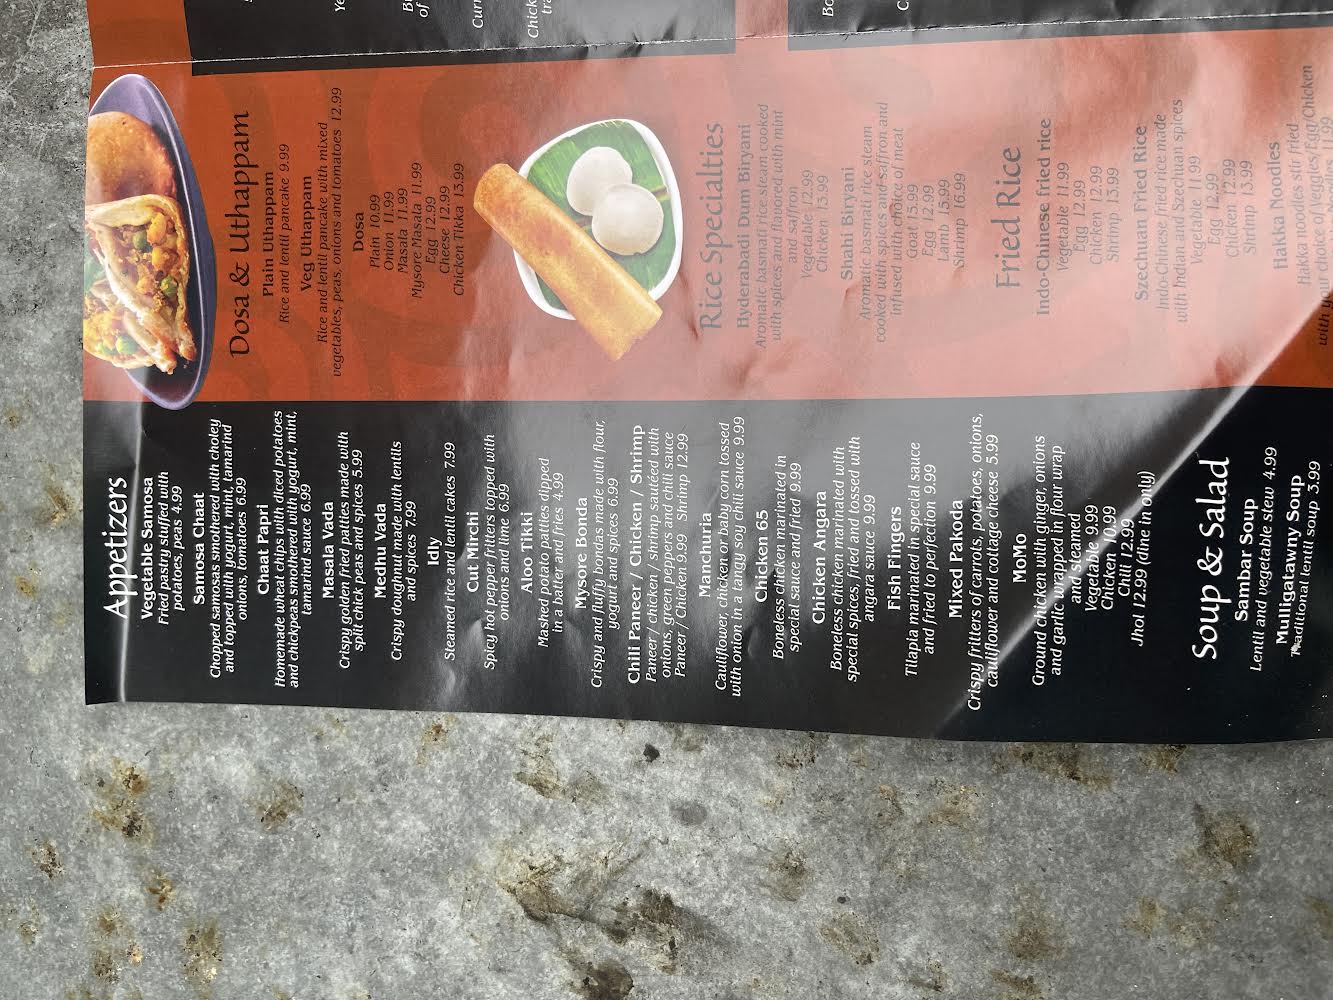 Appetizers
Vegetable Samosa
Fried pastry stuffed with
potatoes, peas 4.99
Samosa Chaat
Chopped samosas smothered with choley
and topped with yogurt, mint, tamarind
onions, tomatoes 6.99
Chaat Papri
Homemade wheat chips with diced potatoes
and chickpeas smothered with yogurt, mint,
tamarind sauce 6.99
Masala Vada
Crispy golden fried patties made with
split chick peas and spices 5.99
Medhu Vada
Crispy doughnut made with lentils
and spices 7.99
Idly
Steamed rice and lentil cakes 7.99
Cut Mirchi
Spicy hot pepper fritters topped with
onions and lime 6.99
Aloo Tikki
Mashed potato patties dipped
in a batter and fries 4.99
Mysore Bonda
Crispy and fluffy bondas made with flour,
yogurt and spices 6.99
Chili Paneer / Chicken / Shrimp
Paneer / chicken / shrimp sautéed with
onions, green peppers and chili sauce
Paneer / Chicken 9.99 Shrimp 12.99
Manchuria
Cauliflower, chicken or baby corn tossed
with onion in a tangy soy chili sauce 9.99
Chicken 65
Boneless chicken marinated in
special sauce and fried 9.99
Chicken Angara
Boneless chicken marinated with
special spices, fried and tossed with
angara sauce 9.99
Fish Fingers
Tilapia marinated in special sauce
and fried to perfection 9.99
Mixed Pakoda
Crispy fritters of carrots, potatoes, onions,
cauliflower and cottage cheese 5.99
MoMo
Ground chicken with ginger, onions
and garlic wrapped in flour wrap
and steamed
Vegetable 9.99
Chicken 10.99
Chili 12.99
Jhol 12.99 (dine in only)
Soup & Salad
Sambar Soup
Lentil and vegetable stew 4.99
Mulligatawny Soup
Traditional lentil soup 3.99
Dosa & Uthappam
Plain Uthappam
Rice and lentil pancake 9.99
Veg Uthappam
Rice and lentil pancake with mixed
vegetables, peas, onions and tomatoes 12.99
Dosa
Plain 10.99
Onion 11.99
Masala 11.99
Mysore Masala 11.99
Egg 12.99
Cheese 12.99
Chicken Tikka 13.99
Rice Specialties
Hyderabadi Dum Biryani
Aromatic basmati rice steam cooked
with spices and flavored with mint
and saffron
Vegetable 12.99
Chicken 13.99
Shahi Biryani
Aromatic basmati rice steam
cooked with spices and saffron and
infused with choice of meat
Goat 15.99
Egg 12.99
Lamb 15.99
Shrimp 16.99
Fried Rice
Indo-Chinese fried rice
Vegetable 11.99
Egg 12.99
Chicken 12.99
Shrimp 13.99
Szechuan Fried Rice
Indo-Chinese fried rice made
with Indian and Szechuan spices
Vegetable 11.99
Egg 12.99
Chicken 12.99
Shrimp 13.99
Hakka Noodles
Hakka noodles stir fried
with your choice of Veggies/Egg/Chicken
11.99